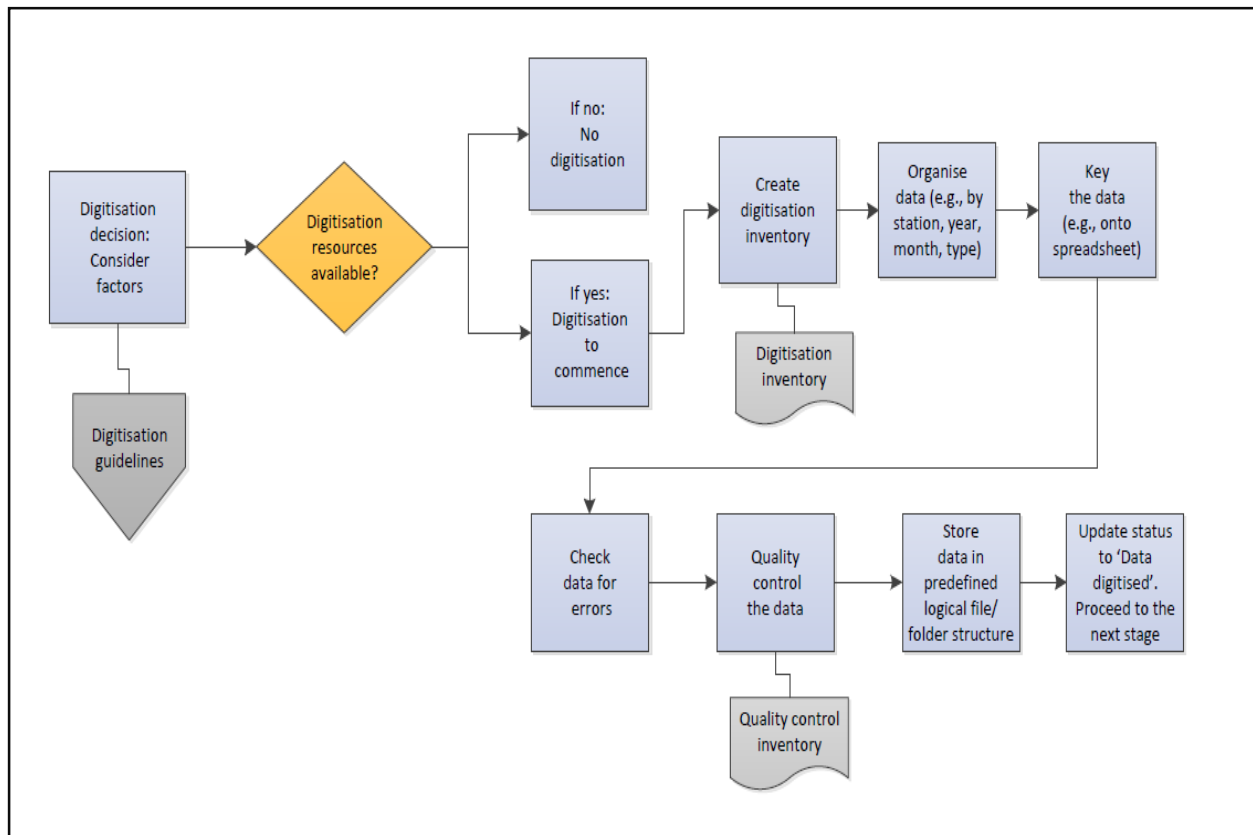 Digitisation
decision:
Consider
factors
Digitisation
guidelines
Digitisation
resources
available?
If no:
No
digitisation
If yes:
Digitisation
to
commence
Create
digitisation
inventory
Digitisation
inventory
Organise
data (e.g., by
station, year,
month, type)
Key
the data
(e.g., onto
spreadsheet)
Check
data for
errors
Quality
control
the data
Quality control
inventory
Store
data in
predefined
logical file/
folder structure
Update status
to ‘Data
digitised’.
Proceed to the
next stage